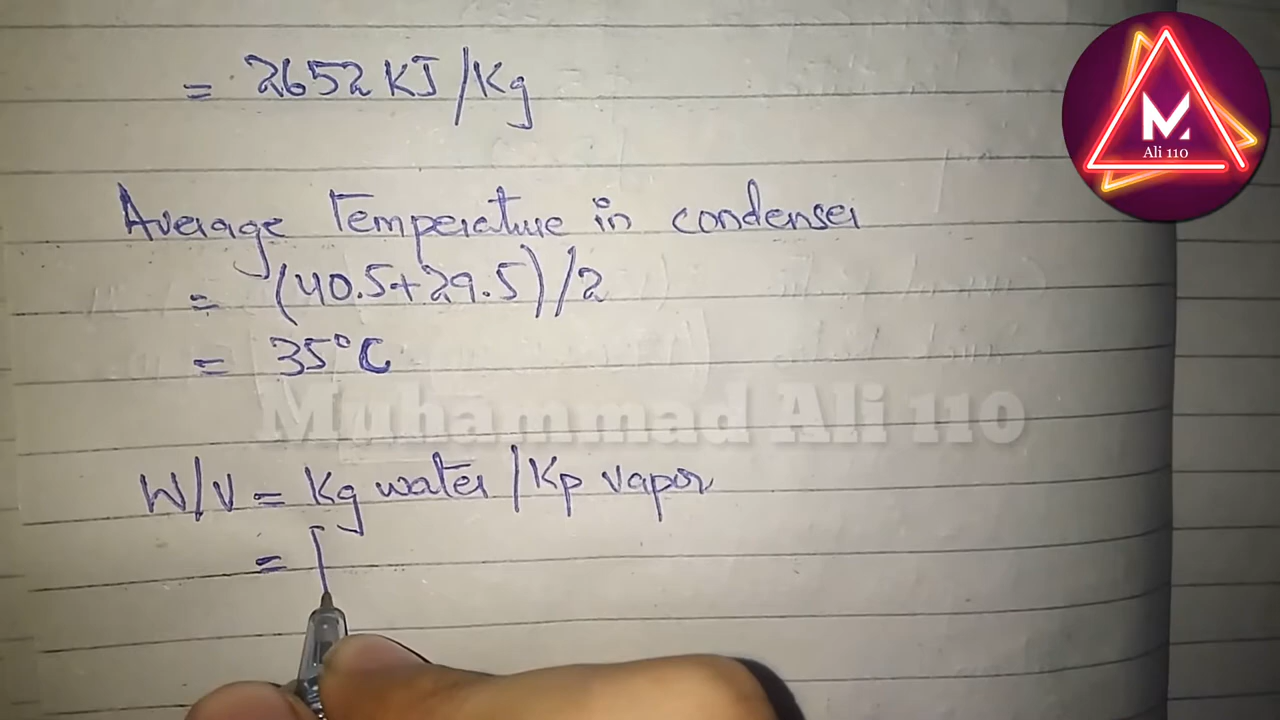 = 2652 KJ/Kg
Average Temperature in condenser
= (40.5+29.5)/2
= 35°C
Muhammad Ali 110
W/V = Kg water /Kp vapor
= [
M
Ali 110